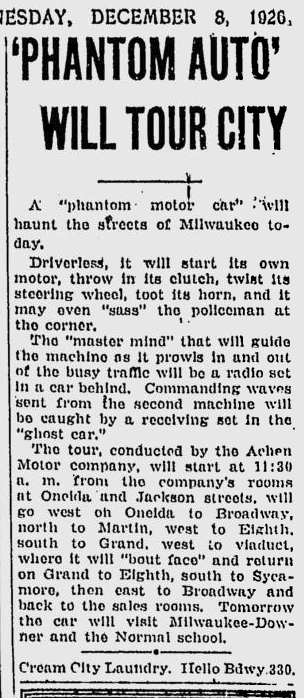 NESDAY, DECEMBER 8, 1926.
'PHANTOM AUTO'
WILL TOUR CITY
A "phantom motor car" will
haunt the streets of Milwaukee to-
day.
Driverless, it will start its own
motor, throw in its clutch, twist its
steering wheel, toot its horn, and it
may even "sass" the policeman at
the corner.
The "master mind" that will guide
the machine as it prowls in and out
of the busy traffic will be a radio set
in a car behind. Commanding waves
sent from the second machine will
be caught by a receiving set in the
"ghost car."
The tour, conducted by the Achen
Motor company, will start at 11:30
a. m. from the company's rooms
at Oneida and Jackson streets, will
go west on Oneida to Broadway,
north to Martin, west to Eighth,
south to Grand, west to viaduct,
where it will "bout face" and return
on Grand to Eighth, south to Syca-
more, then east to Broadway and
back to the sales rooms. Tomorrow
the car will visit Milwaukee-Dow-
ner and the Normal school.
Cream City Laundry. Hello Bdwy. 330.